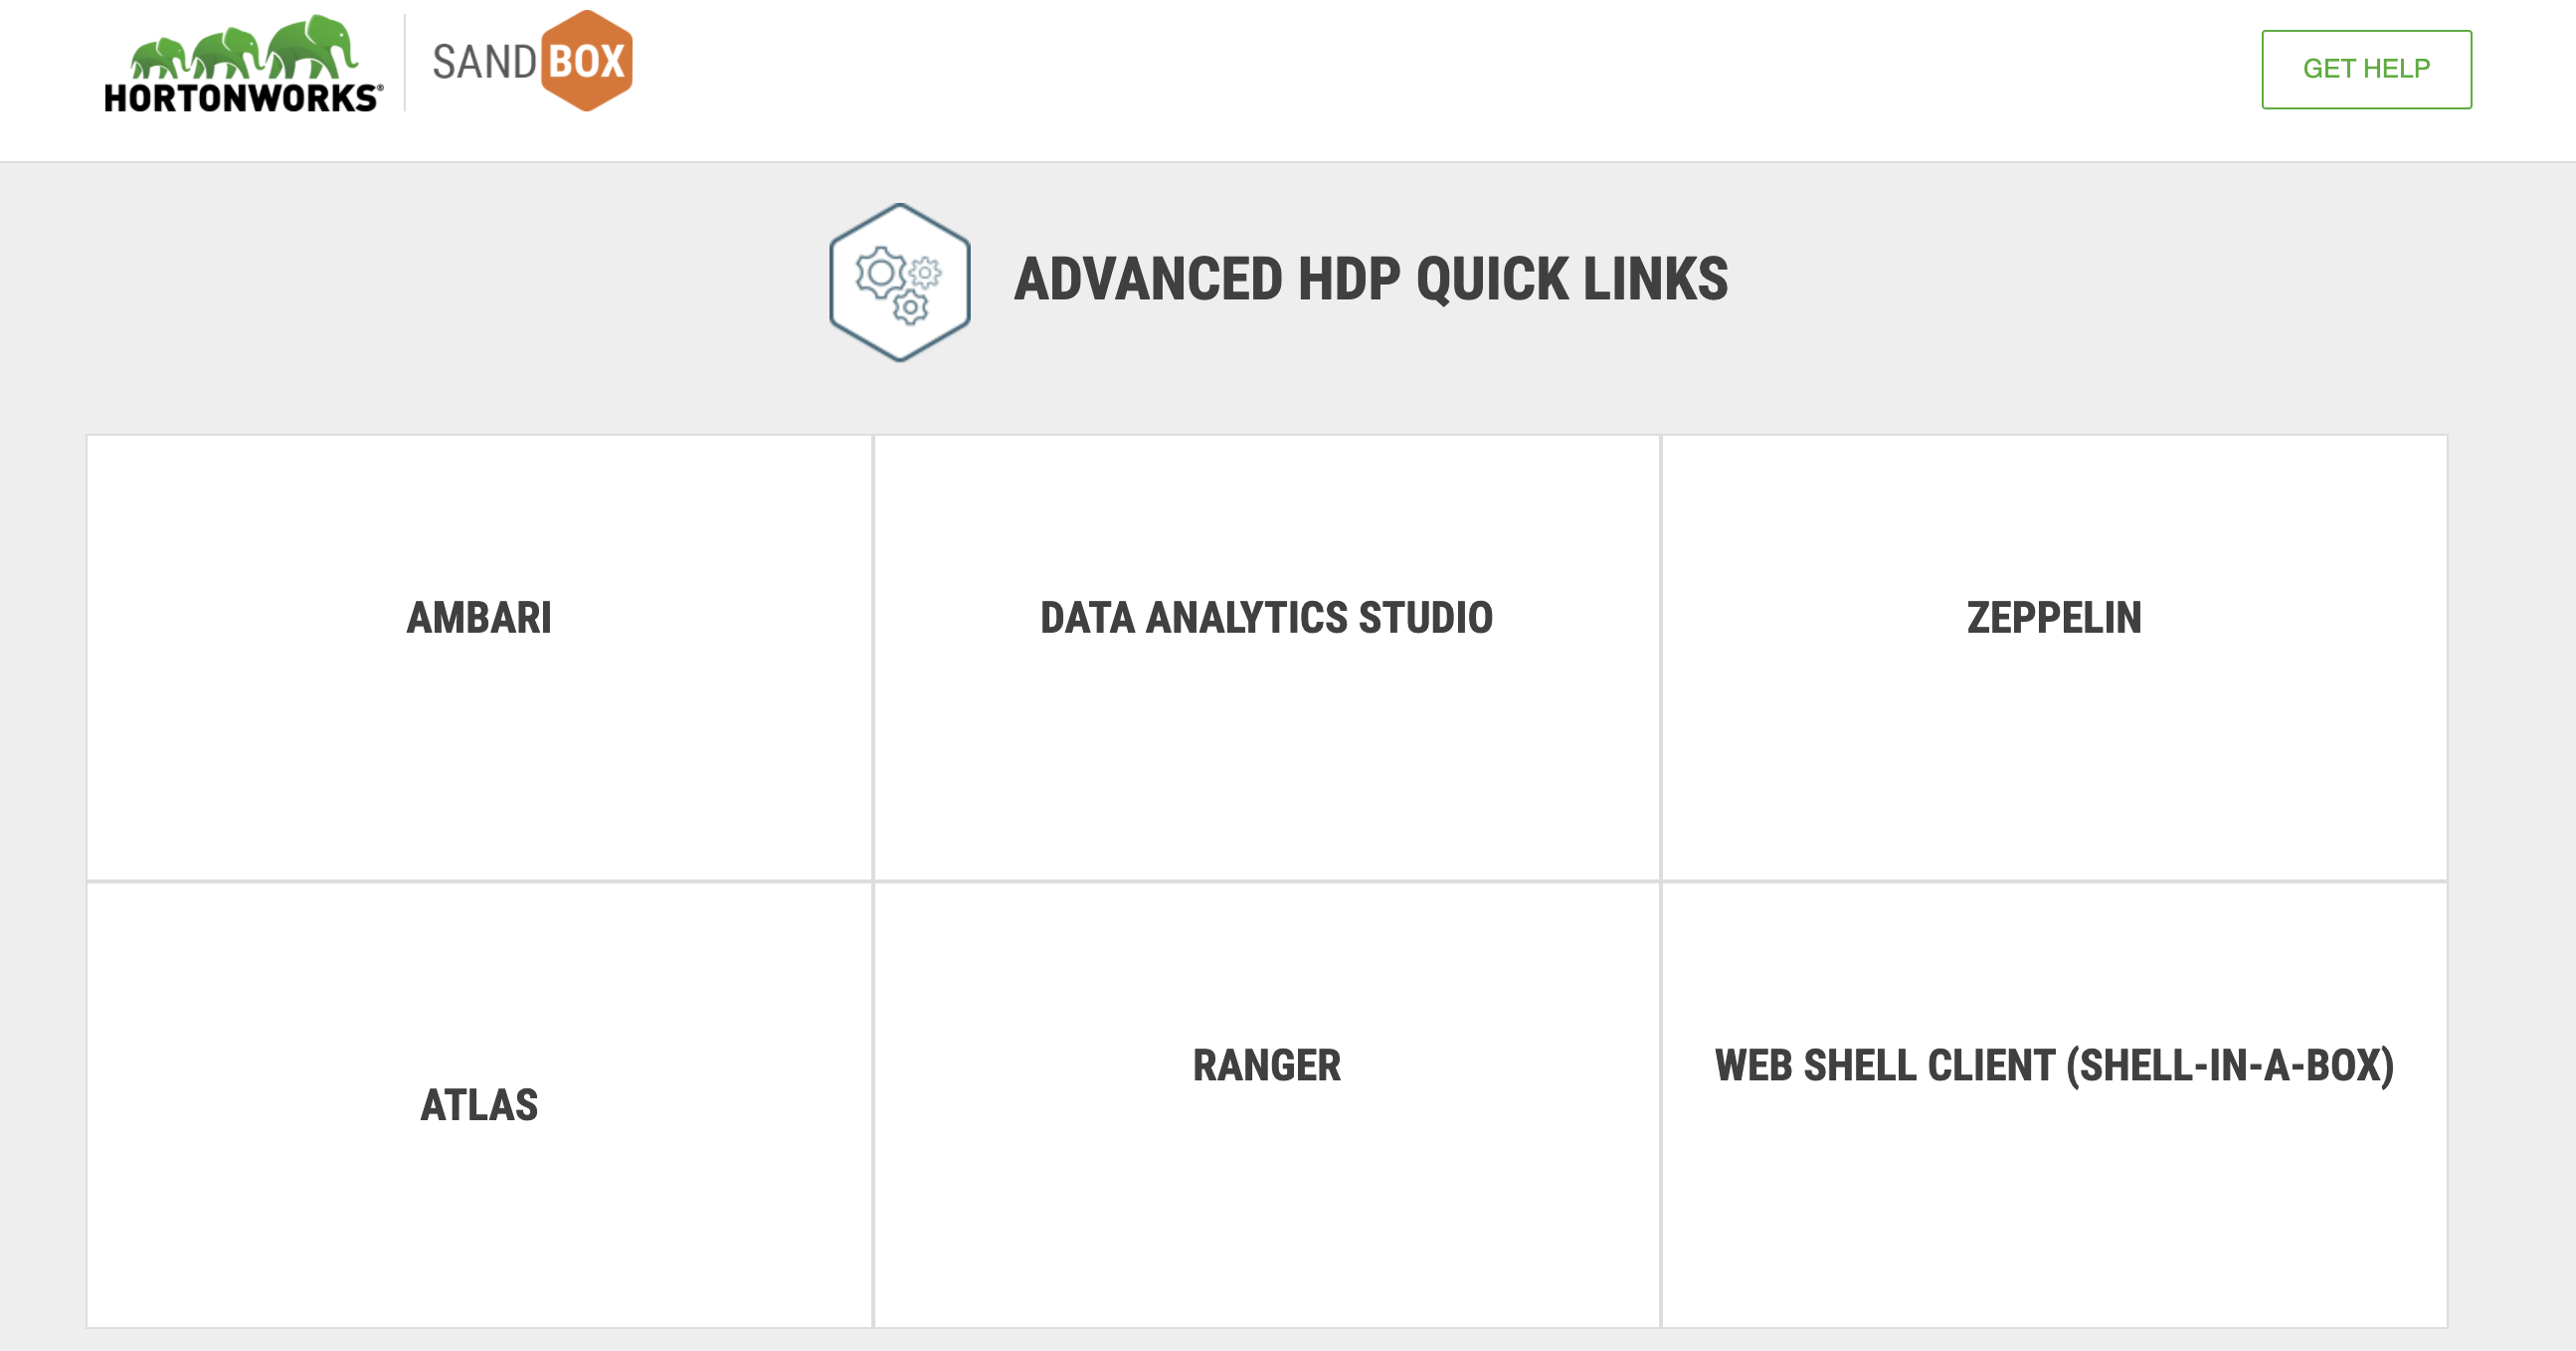 HORTONWORKS®
SANDBOX
GET HELP
ADVANCED HDP QUICK LINKS
AMBARI
DATA ANALYTICS STUDIO
ZEPPELIN
ATLAS
RANGER
WEB SHELL CLIENT (SHELL-IN-A-BOX)